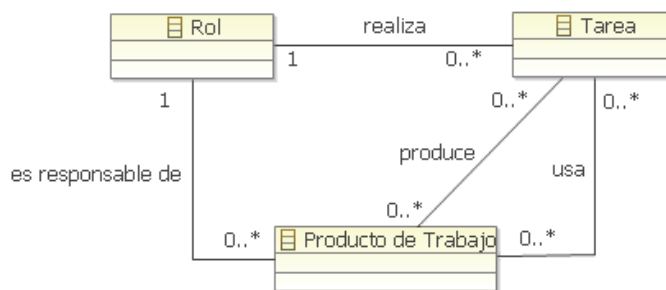 Rol
realiza
Tarea
1
0..*
1
0..*
0..*
produce
es responsable de
usa
0..*
0..*
Producto de Trabajo
0..*